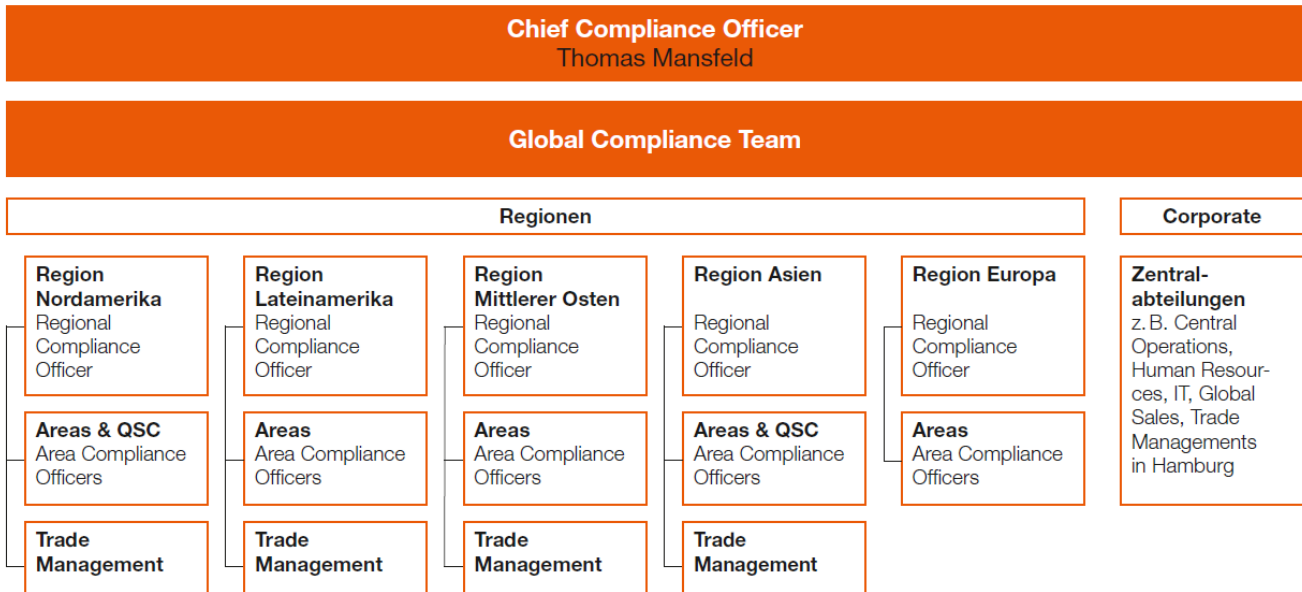 Chief Compliance Officer
Thomas Mansfeld
Global Compliance Team
Regionen
Corporate
Region
Nordamerika
Regional
Compliance
Officer
Areas & QSC
Area Compliance
Officers
Trade
Management
Region
Lateinamerika
Regional
Compliance
Officer
Areas
Area Compliance
Officers
Trade
Management
Region
Mittlerer Osten
Regional
Compliance
Officer
Areas
Area Compliance
Officers
Trade
Management
Region Asien
Regional
Compliance
Officer
Areas & QSC
Area Compliance
Officers
Trade
Management
Region Europa
Regional
Compliance
Officer
Areas
Area Compliance
Officers
Zentral-
abteilungen
z. B. Central
Operations,
Human Resour-
ces, IT, Global
Sales, Trade
Managements
in Hamburg